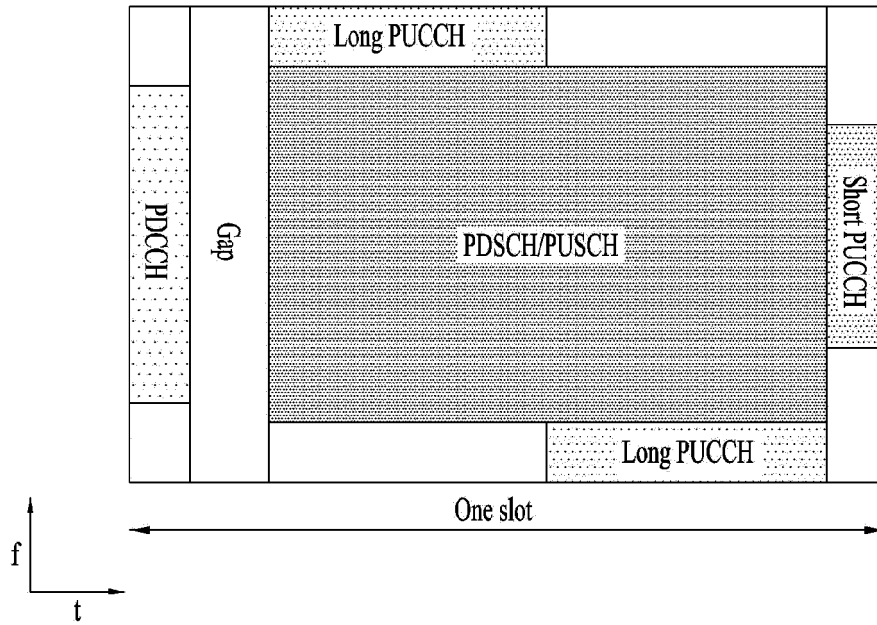 Long PUCCH
PDCCH
Gap
PDSCH/PUSCH
Short PUCCH
Long PUCCH
One slot
f
t